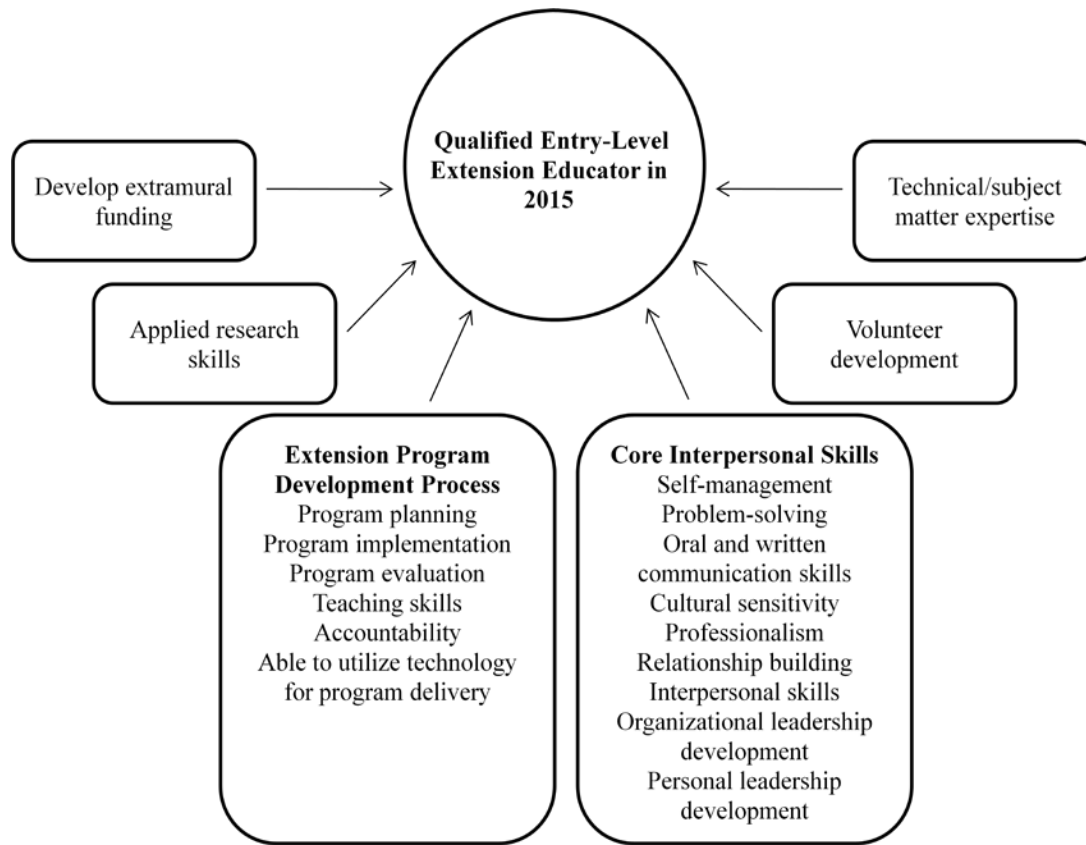 Qualified Entry-Level
Extension Educator in
2015
Develop extramural
funding
Technical/subject
matter expertise
Applied research
skills
Volunteer
development
Extension Program
Development Process
Program planning
Program implementation
Program evaluation
Teaching skills
Accountability
Able to utilize technology
for program delivery
Core Interpersonal Skills
Self-management
Problem-solving
Oral and written
communication skills
Cultural sensitivity
Professionalism
Relationship building
Interpersonal skills
Organizational leadership
development
Personal leadership
development